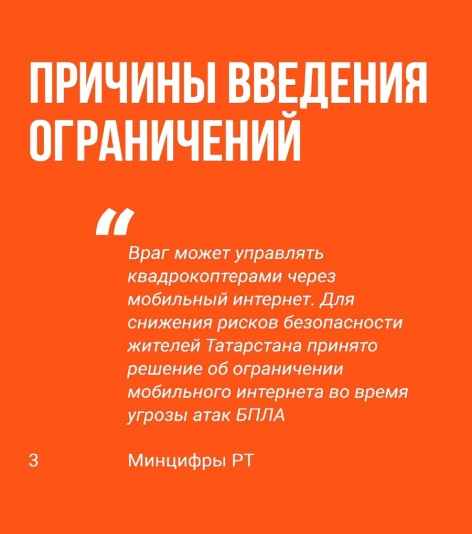 ПРИЧИНЫ ВВЕДЕНИЯ
ОГРАНИЧЕНИЙ
“
Враг может управлять
квадрокоптерами через
мобильный интернет. Для
снижения рисков безопасности
жителей Татарстана принято
решение об ограничении
мобильного интернета во время
угрозы атак БПЛА
3 Минцифры РТ